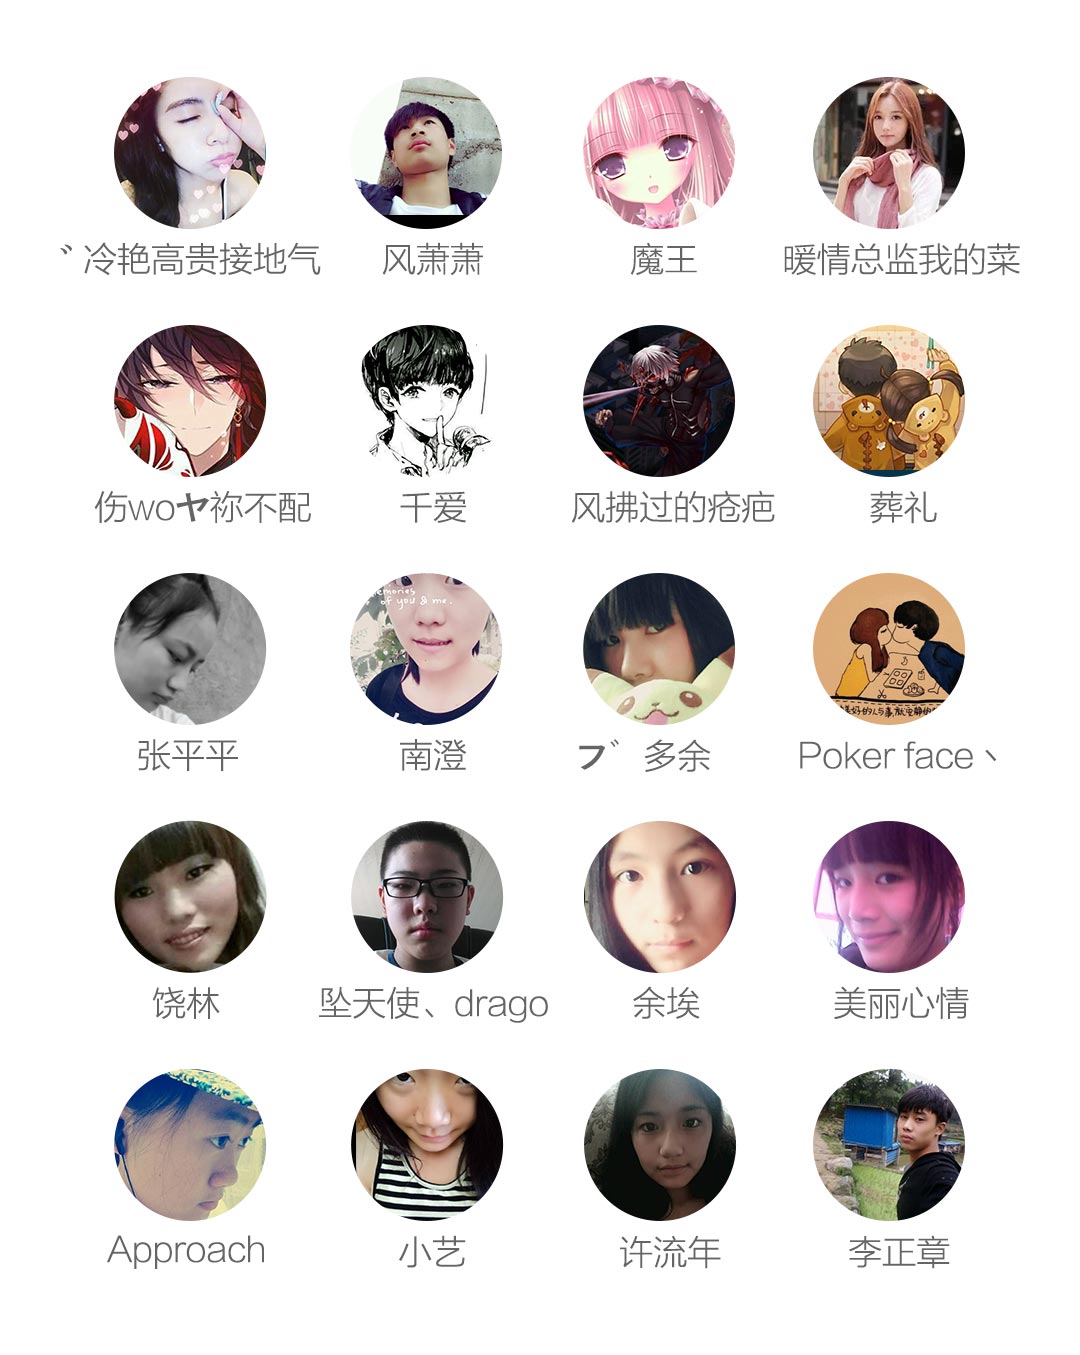 ﾞ冷艳高贵接地气 风萧萧 魔王 暖情总监我的菜
伤woヤ祢不配 千爱 风拂过的疮疤 葬礼
memories
of you & me.
张平平 南澄 フ゛多余 Poker face丶
饶林 坠天使、drago 余埃 美丽心情
Approach 小艺 许流年 李正章